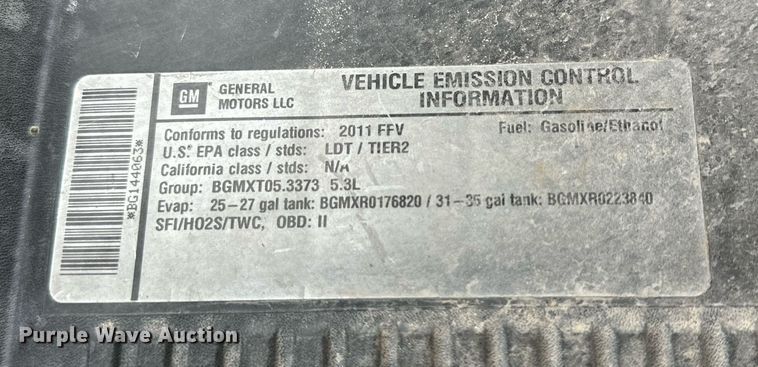 *BG144063*
GM
GENERAL
MOTORS LLC
VEHICLE EMISSION CONTROL
INFORMATION
Conforms to regulations: 2011 FFV
Fuel: Gasoline/Ethanol
U.S. EPA class / stds: LDT / TIER2
California class / stds: N/A
Group: BGMXT05.3373 5.3L
Evap: 25-27 gal tank: BGMXR0176820 / 31-35 gal tank: BGMXR0223840
SFI/HO2S/TWC, OBD: II
Purple Wave Auction